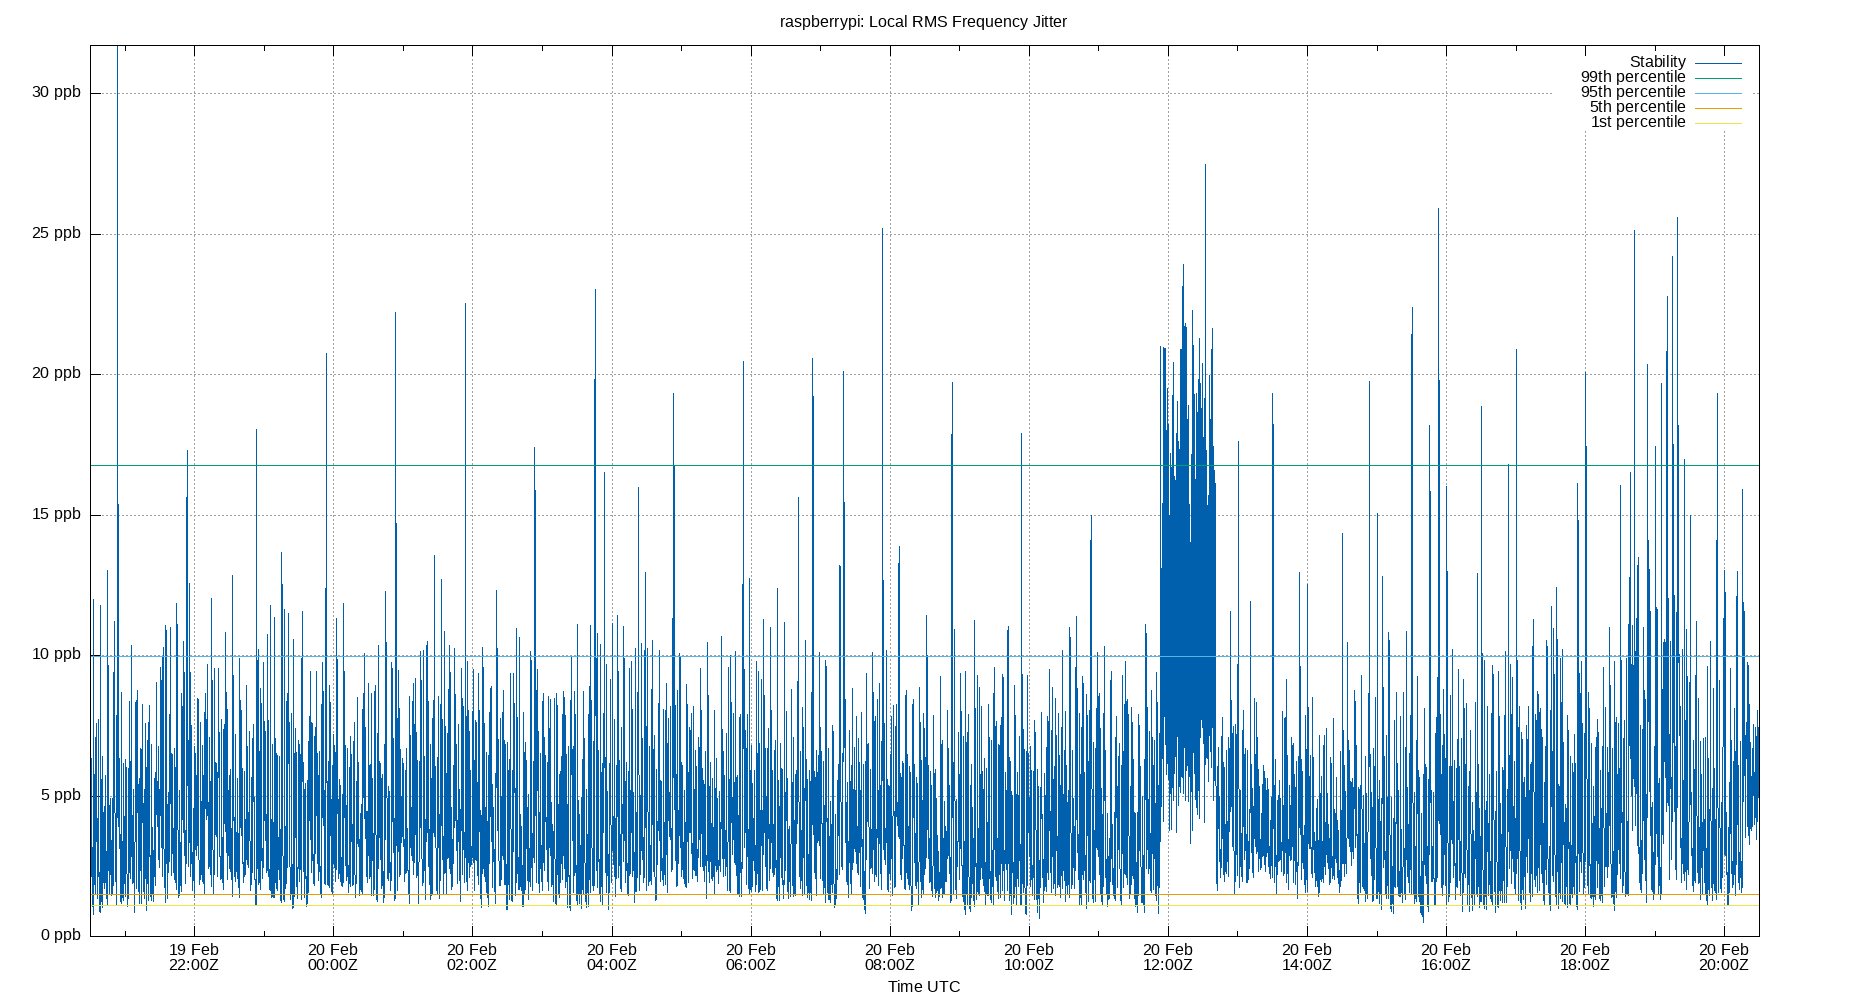 raspberrypi: Local RMS Frequency Jitter
Stability
99th percentile
95th percentile
5th percentile
1st percentile
30 ppb
25 ppb
20 ppb
15 ppb
10 ppb
5 ppb
0 ppb
19 Feb 20 Feb 20 Feb 20 Feb 20 Feb 20 Feb 20 Feb 20 Feb 20 Feb 20 Feb 20 Feb 20 Feb
22:00Z 00:00Z 02:00Z 04:00Z 06:00Z 08:00Z 10:00Z 12:00Z 14:00Z 16:00Z 18:00Z 20:00Z
Time UTC